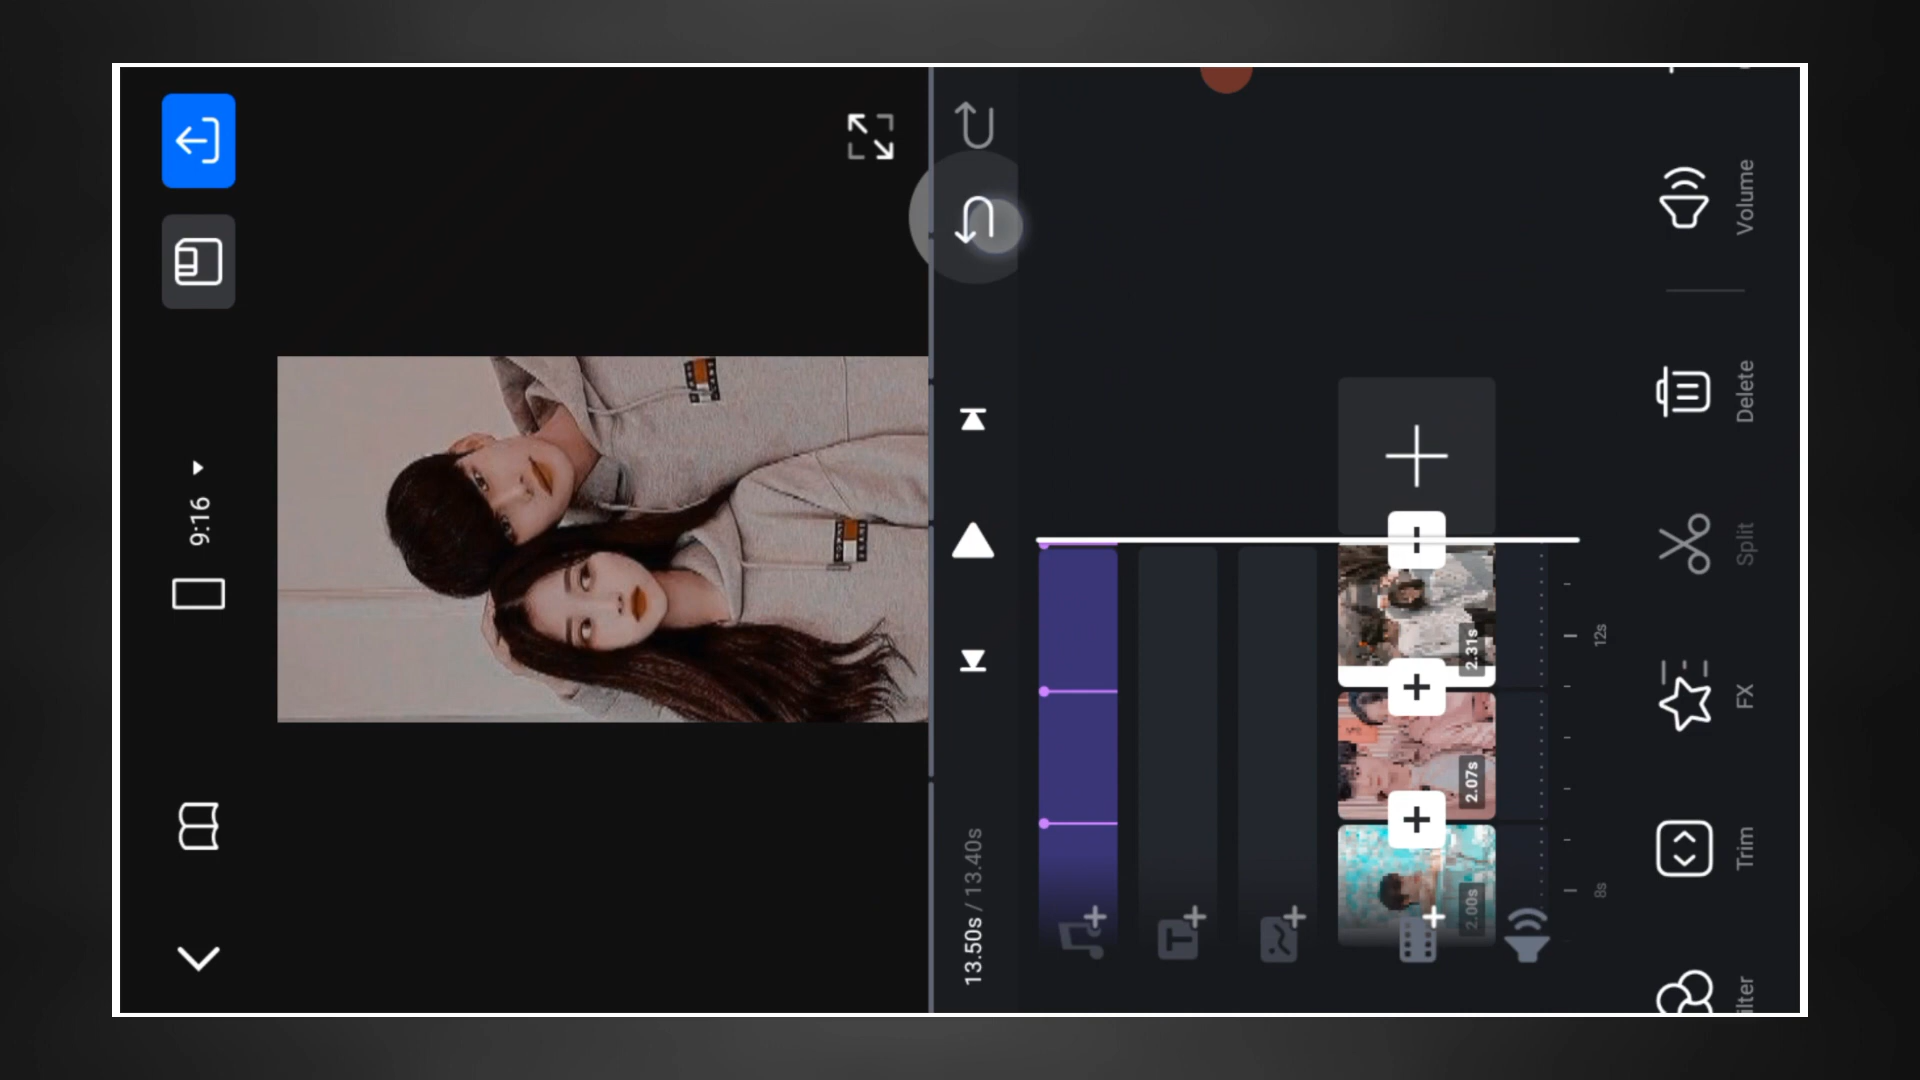 9:16
13.50s / 13.40s
2.00s
2.07s
2.31s
8s
12s
ilter
Trim
FX
Split
Delete
Volume